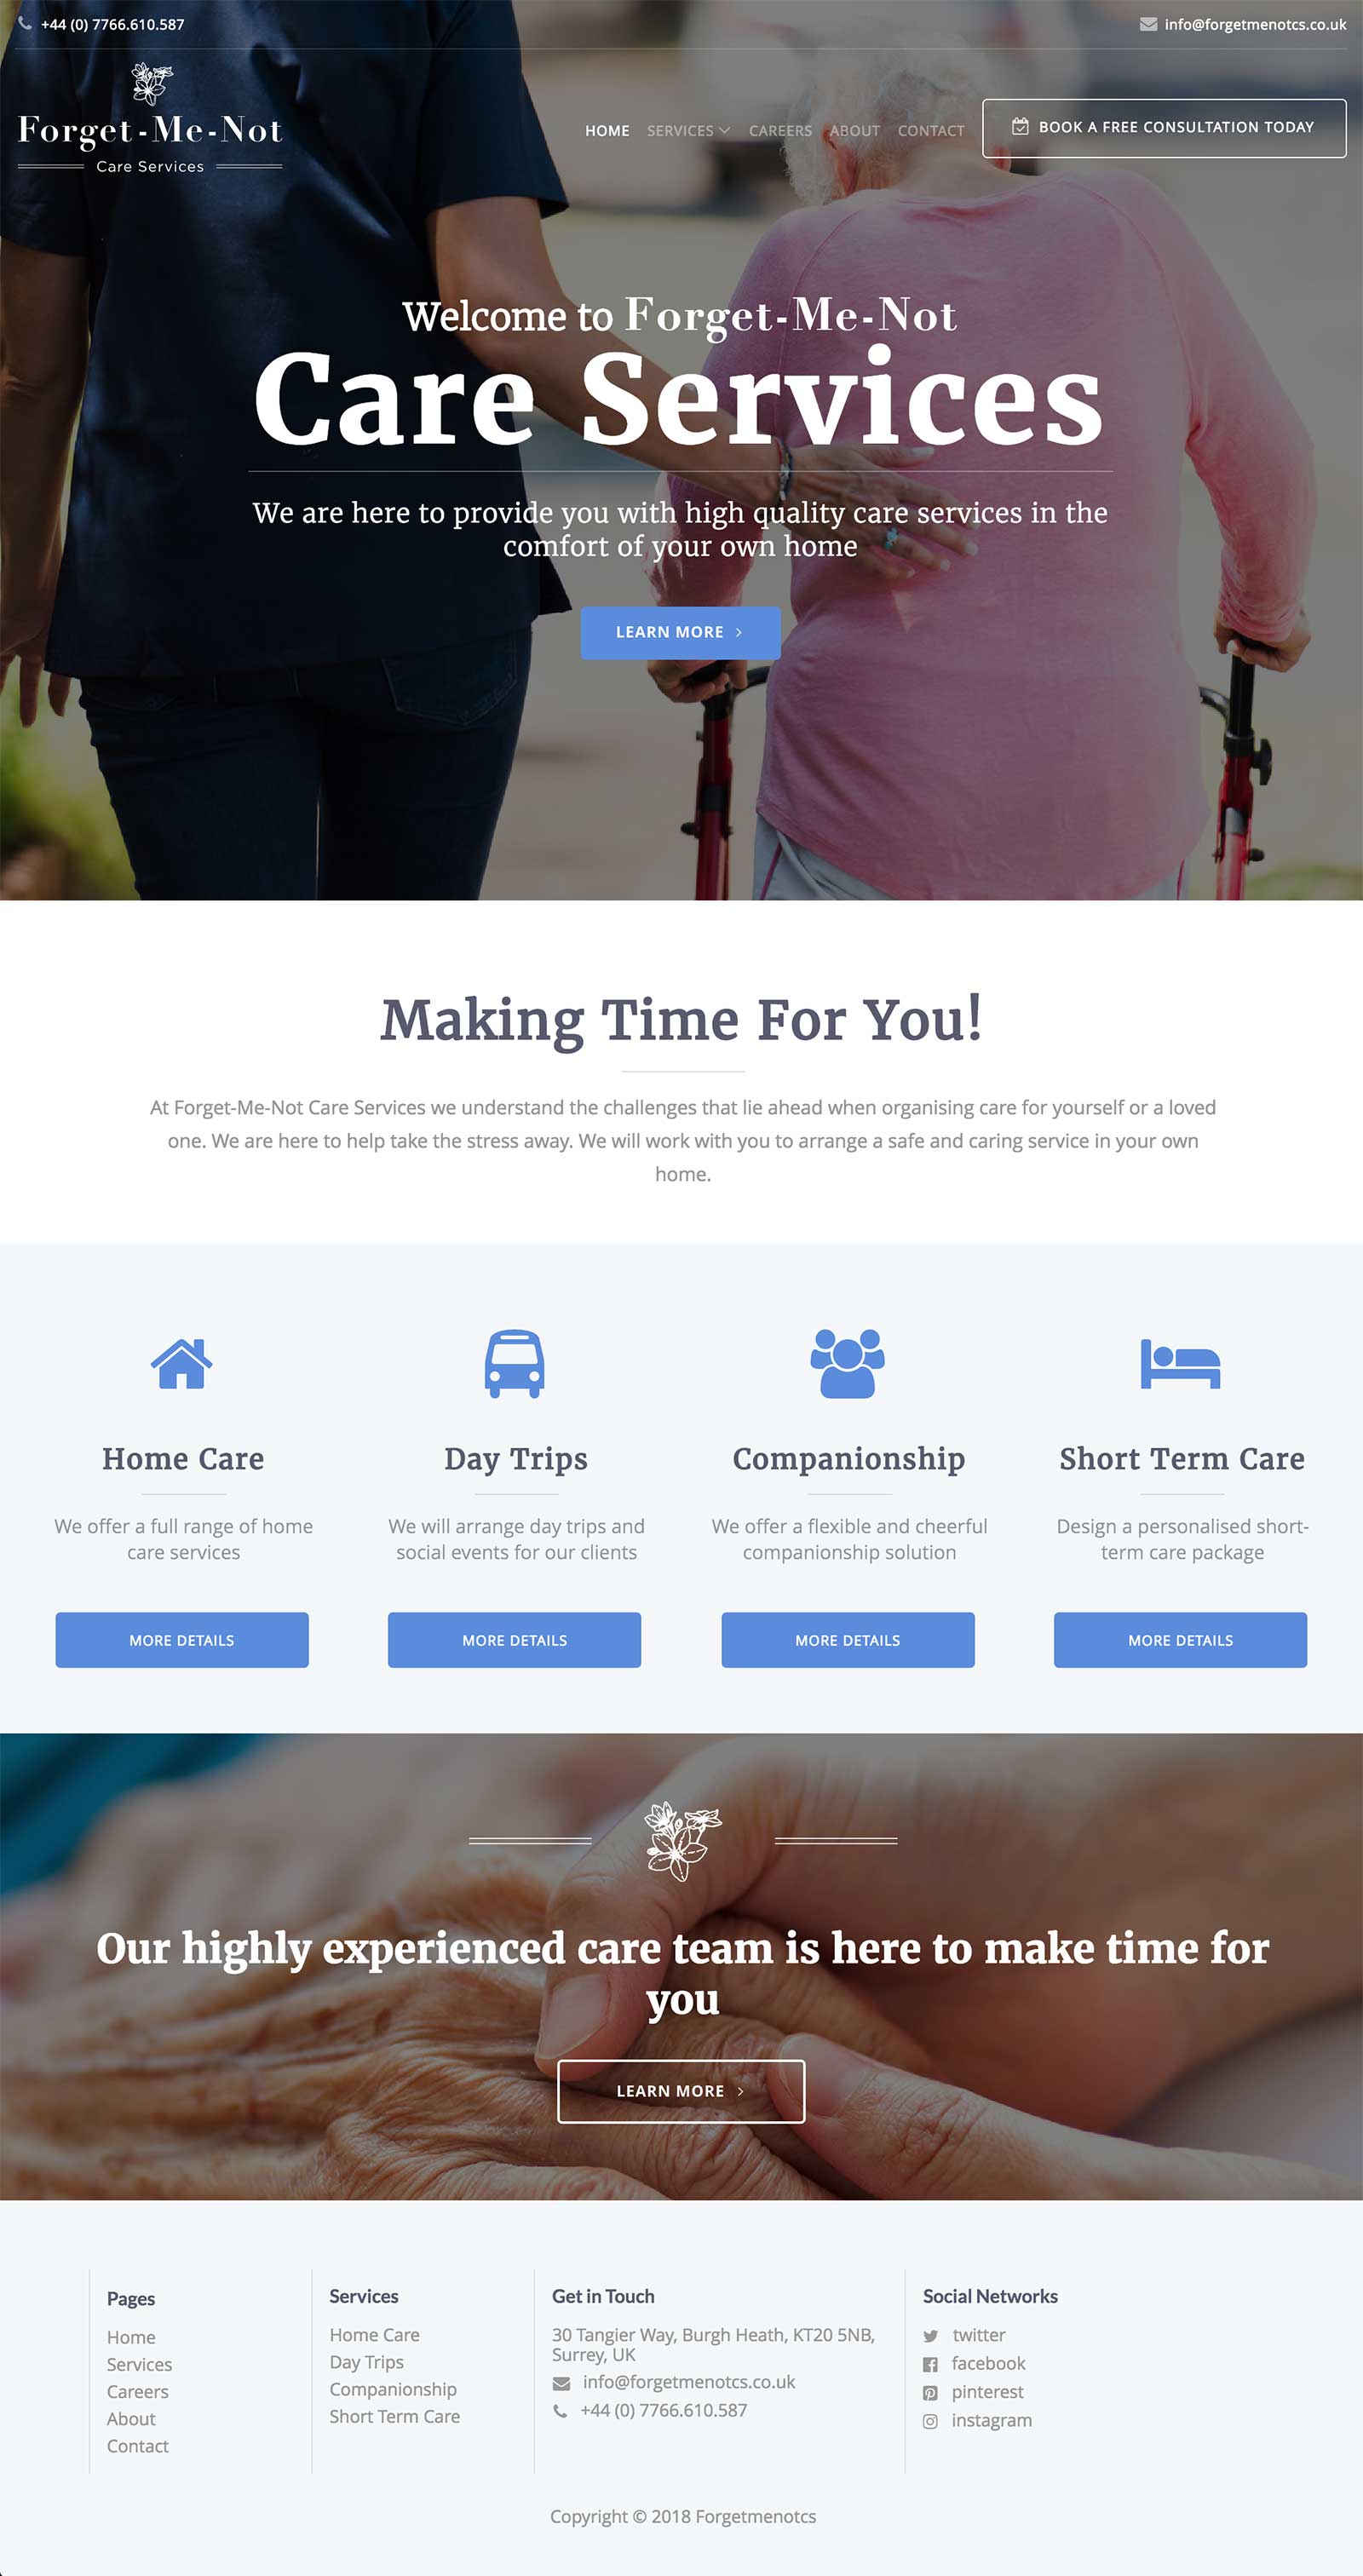 +44 (0) 7766.610.587
info@forgetmenotcs.co.uk
Forget-Me-Not
Care Services
HOME SERVICES CAREERS ABOUT CONTACT
BOOK A FREE CONSULTATION TODAY
Welcome to Forget-Me-Not
Care Services
We are here to provide you with high quality care services in the
comfort of your own home
LEARN MORE
Making Time For You!
At Forget-Me-Not Care Services we understand the challenges that lie ahead when organising care for yourself or a loved
one. We are here to help take the stress away. We will work with you to arrange a safe and caring service in your own
home.
Home Care
We offer a full range of home
care services
MORE DETAILS
Day Trips
We will arrange day trips and
social events for our clients
MORE DETAILS
Companionship
We offer a flexible and cheerful
companionship solution
MORE DETAILS
Short Term Care
Design a personalised short-
term care package
MORE DETAILS
Our highly experienced care team is here to make time for
you
LEARN MORE
Pages
Home
Services
Careers
About
Contact
Services
Home Care
Day Trips
Companionship
Short Term Care
Get in Touch
30 Tangier Way, Burgh Heath, KT20 5NB,
Surrey, UK
info@forgetmenotcs.co.uk
+44 (0) 7766.610.587
Social Networks
twitter
facebook
pinterest
instagram
Copyright © 2018 Forgetmenotcs